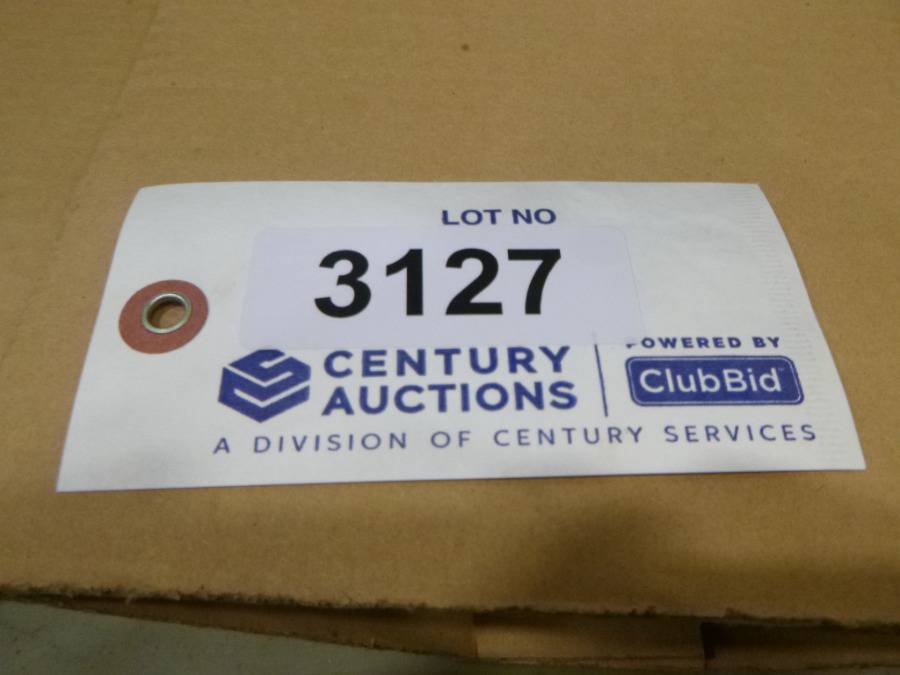 LOT NO
3127
CENTURY
AUCTIONS
POWERED BY
ClubBid
A DIVISION OF CENTURY SERVICES